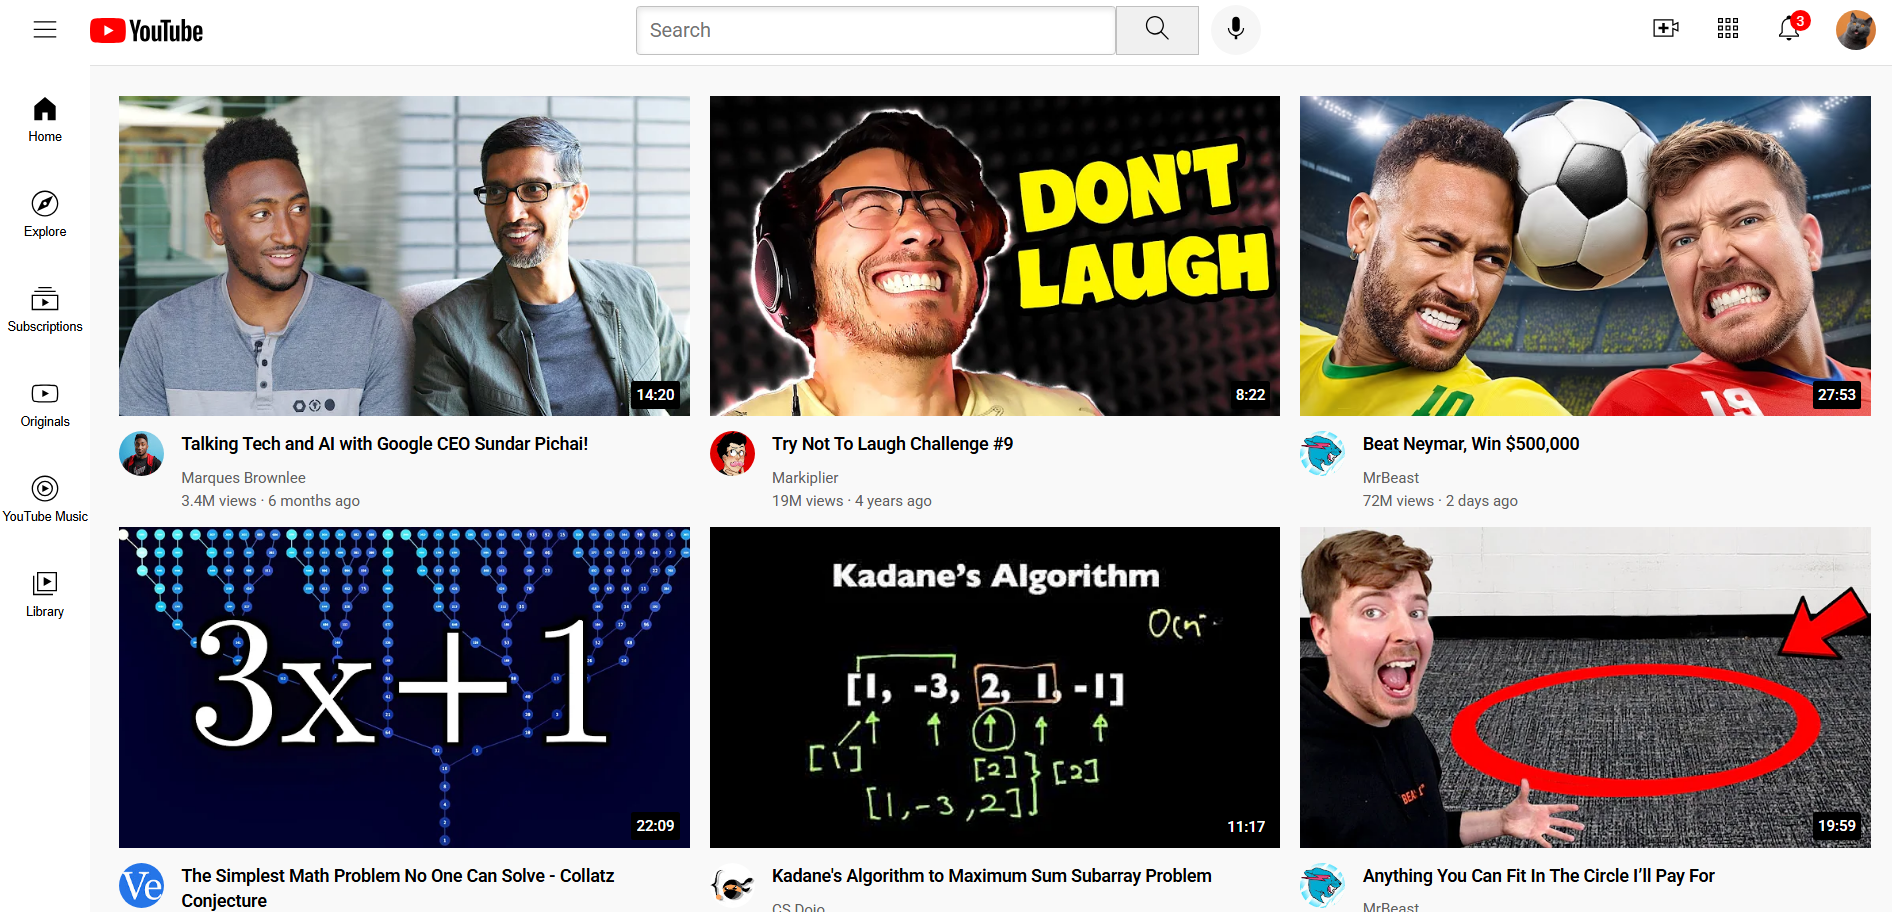 YouTube
Search
3
Home
Explore
Subscriptions
Originals
YouTube Music
Library
14:20
Talking Tech and AI with Google CEO Sundar Pichai!
Marques Brownlee
3.4M views · 6 months ago
DON'T
LAUGH
8:22
Try Not To Laugh Challenge #9
Markiplier
19M views · 4 years ago
10
19
27:53
Beat Neymar, Win $500,000
MrBeast
72M views · 2 days ago
3x+1
22:09
Ve
The Simplest Math Problem No One Can Solve - Collatz
Conjecture
Kadane's Algorithm
[1, -3, 2, 1, -1]
[1]
[2]
[2]
[1, -3, 2]
11:17
Kadane's Algorithm to Maximum Sum Subarray Problem
CS Dojo
19:59
Anything You Can Fit In The Circle I'll Pay For
MrBeast